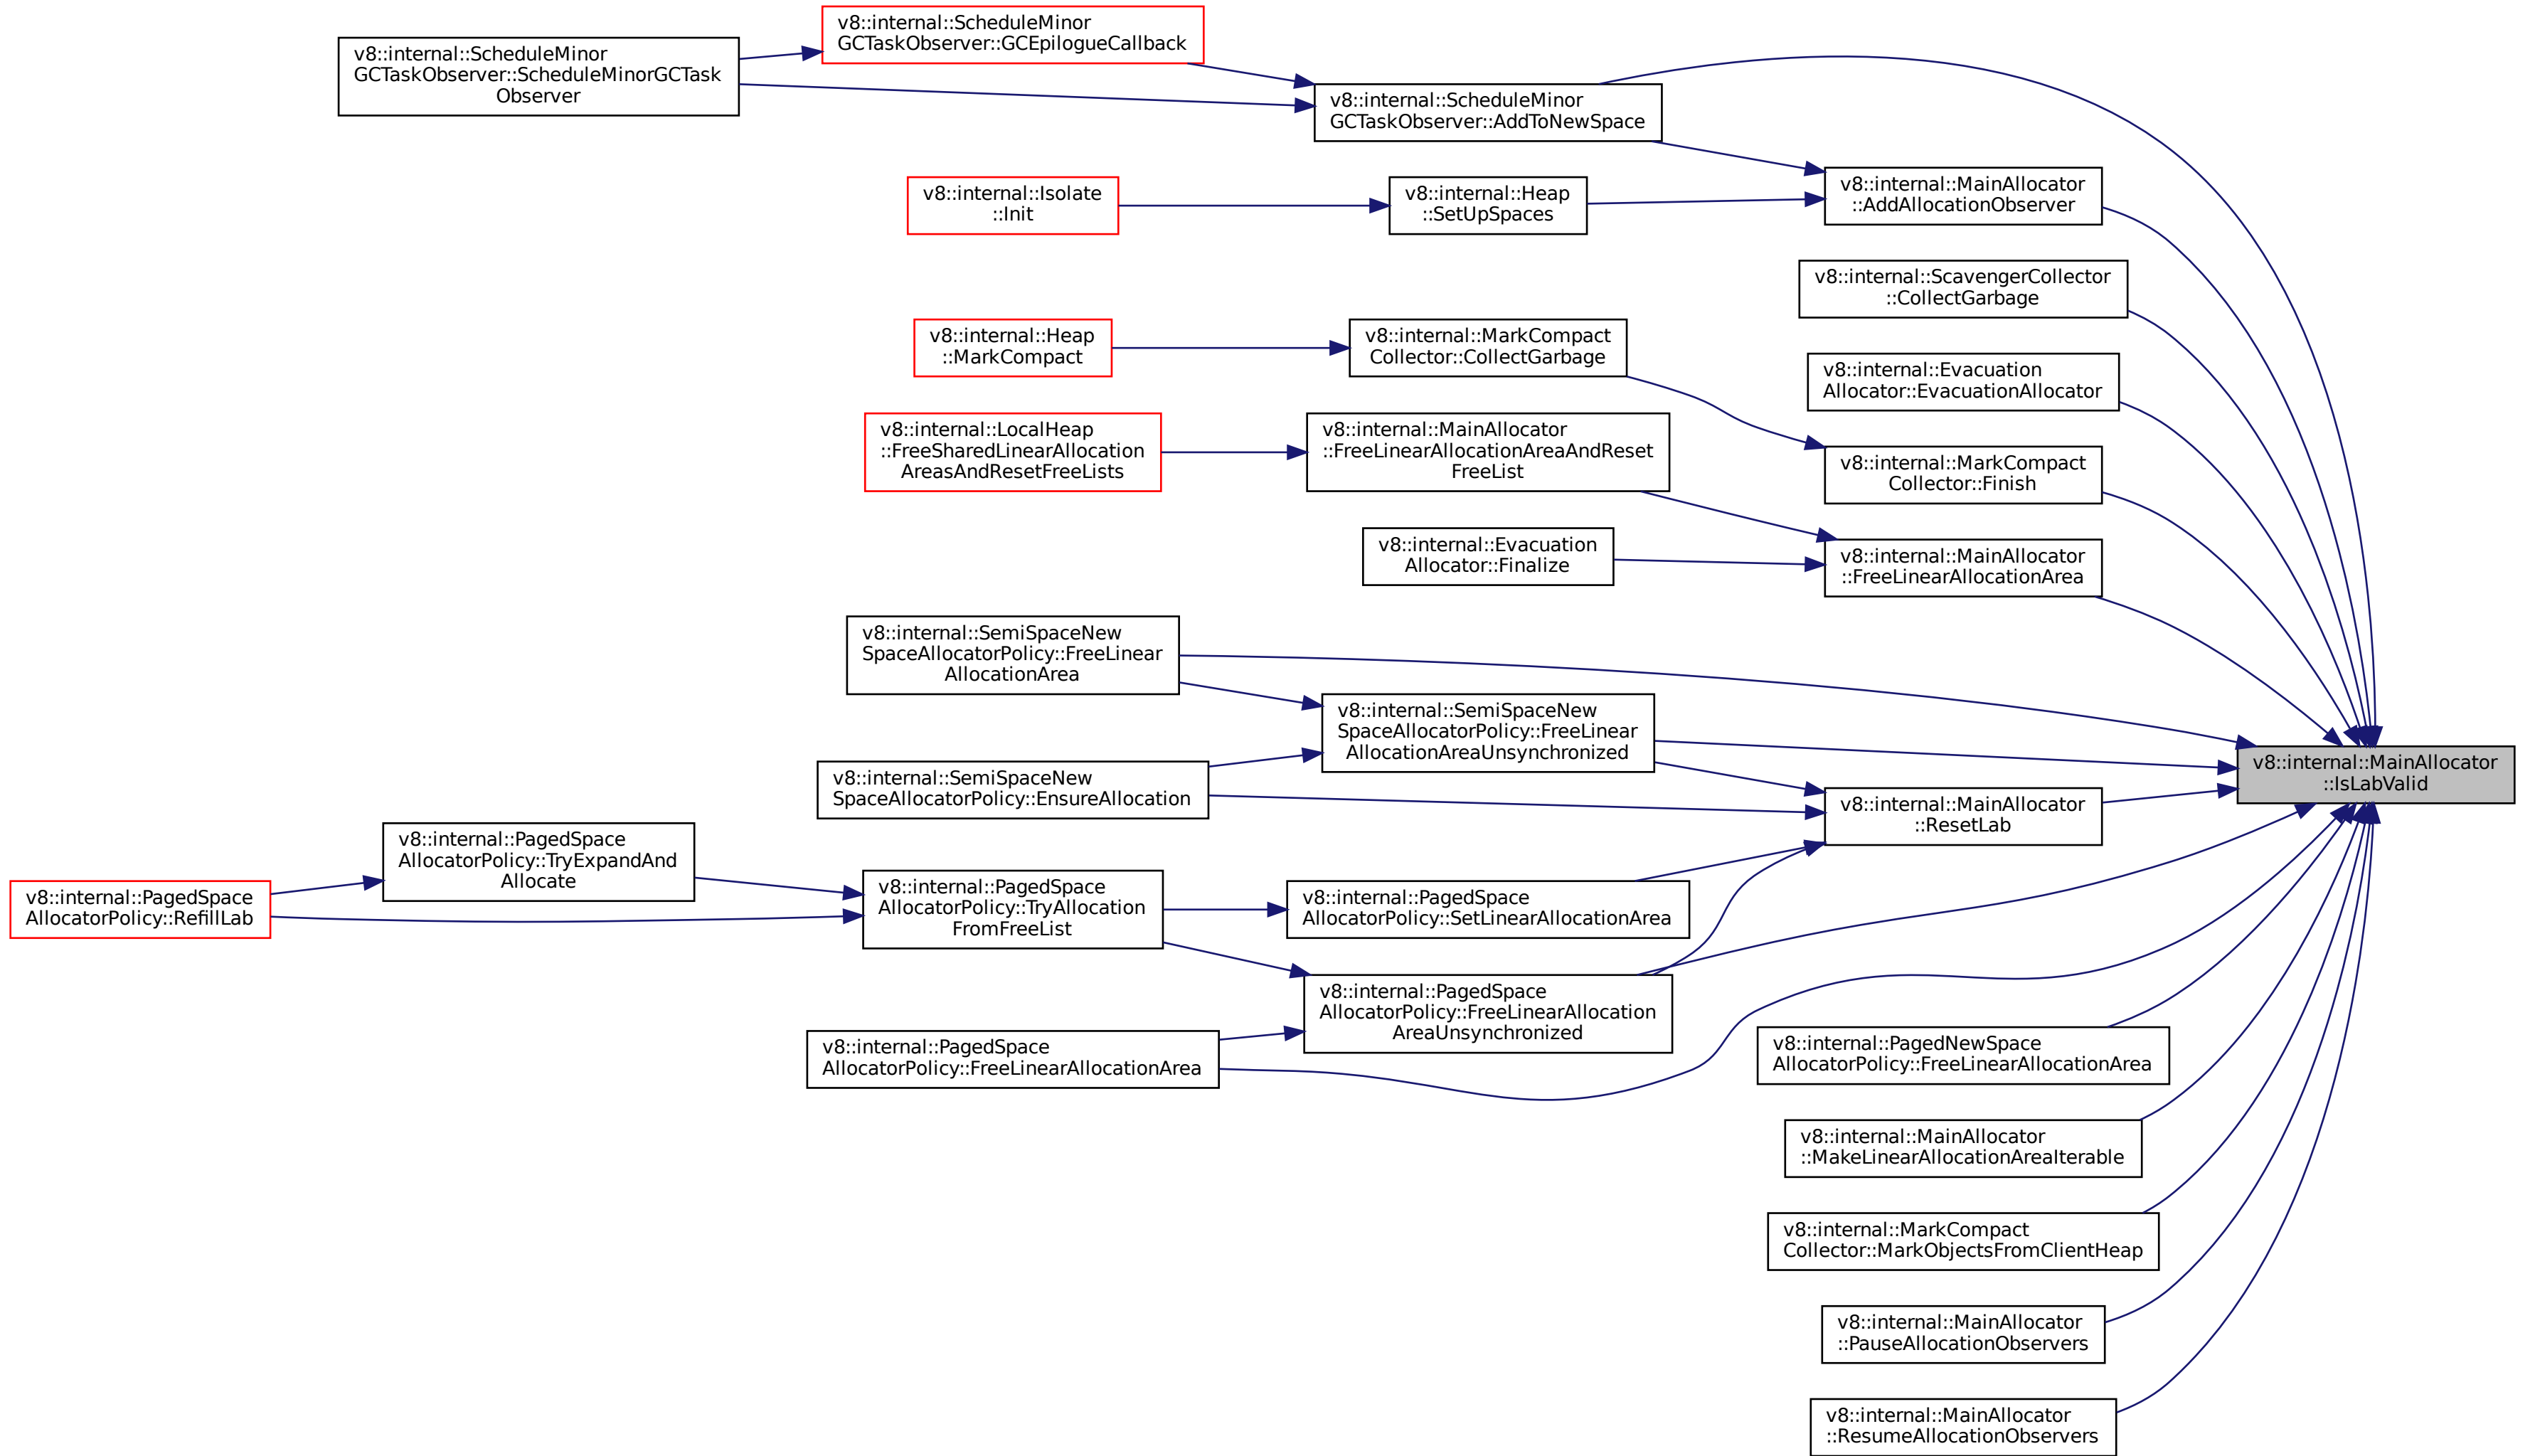 v8::internal::ScheduleMinor
GCTaskObserver::GCEpilogueCallback
v8::internal::ScheduleMinor
GCTaskObserver::ScheduleMinorGCTask
Observer
v8::internal::ScheduleMinor
GCTaskObserver::AddToNewSpace
v8::internal::MainAllocator
::AddAllocationObserver
v8::internal::Isolate
::Init
v8::internal::Heap
::SetUpSpaces
v8::internal::ScavengerCollector
::CollectGarbage
v8::internal::Heap
::MarkCompact
v8::internal::MarkCompact
Collector::CollectGarbage
v8::internal::Evacuation
Allocator::EvacuationAllocator
v8::internal::LocalHeap
::FreeSharedLinearAllocation
AreasAndResetFreeLists
v8::internal::MainAllocator
::FreeLinearAllocationAreaAndReset
FreeList
v8::internal::MarkCompact
Collector::Finish
v8::internal::Evacuation
Allocator::Finalize
v8::internal::MainAllocator
::FreeLinearAllocationArea
v8::internal::SemiSpaceNew
SpaceAllocatorPolicy::FreeLinear
AllocationArea
v8::internal::SemiSpaceNew
SpaceAllocatorPolicy::FreeLinear
AllocationAreaUnsynchronized
v8::internal::MainAllocator
::IsLabValid
v8::internal::SemiSpaceNew
SpaceAllocatorPolicy::EnsureAllocation
v8::internal::MainAllocator
::ResetLab
v8::internal::PagedSpace
AllocatorPolicy::TryExpandAnd
Allocate
v8::internal::PagedSpace
AllocatorPolicy::RefillLab
v8::internal::PagedSpace
AllocatorPolicy::TryAllocation
FromFreeList
v8::internal::PagedSpace
AllocatorPolicy::SetLinearAllocationArea
v8::internal::PagedSpace
AllocatorPolicy::FreeLinearAllocation
AreaUnsynchronized
v8::internal::PagedSpace
AllocatorPolicy::FreeLinearAllocationArea
v8::internal::PagedNewSpace
AllocatorPolicy::FreeLinearAllocationArea
v8::internal::MainAllocator
::MakeLinearAllocationAreaIterable
v8::internal::MarkCompact
Collector::MarkObjectsFromClientHeap
v8::internal::MainAllocator
::PauseAllocationObservers
v8::internal::MainAllocator
::ResumeAllocationObservers